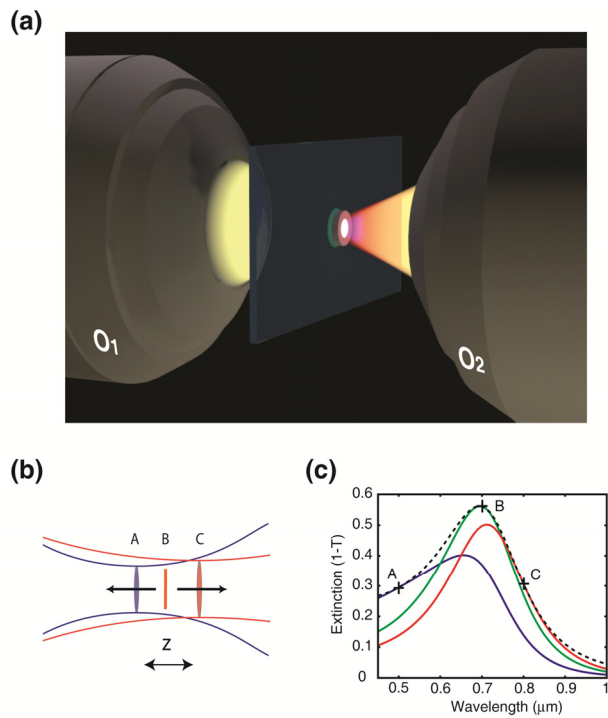 (a)
O1
O2
(b)
A B C
Z
(c)
Extinction (1-T)
0.6
0.5
0.4
0.3
0.2
0.1
0
A
B
C
0.5 0.6 0.7 0.8 0.9 1
Wavelength (μm)